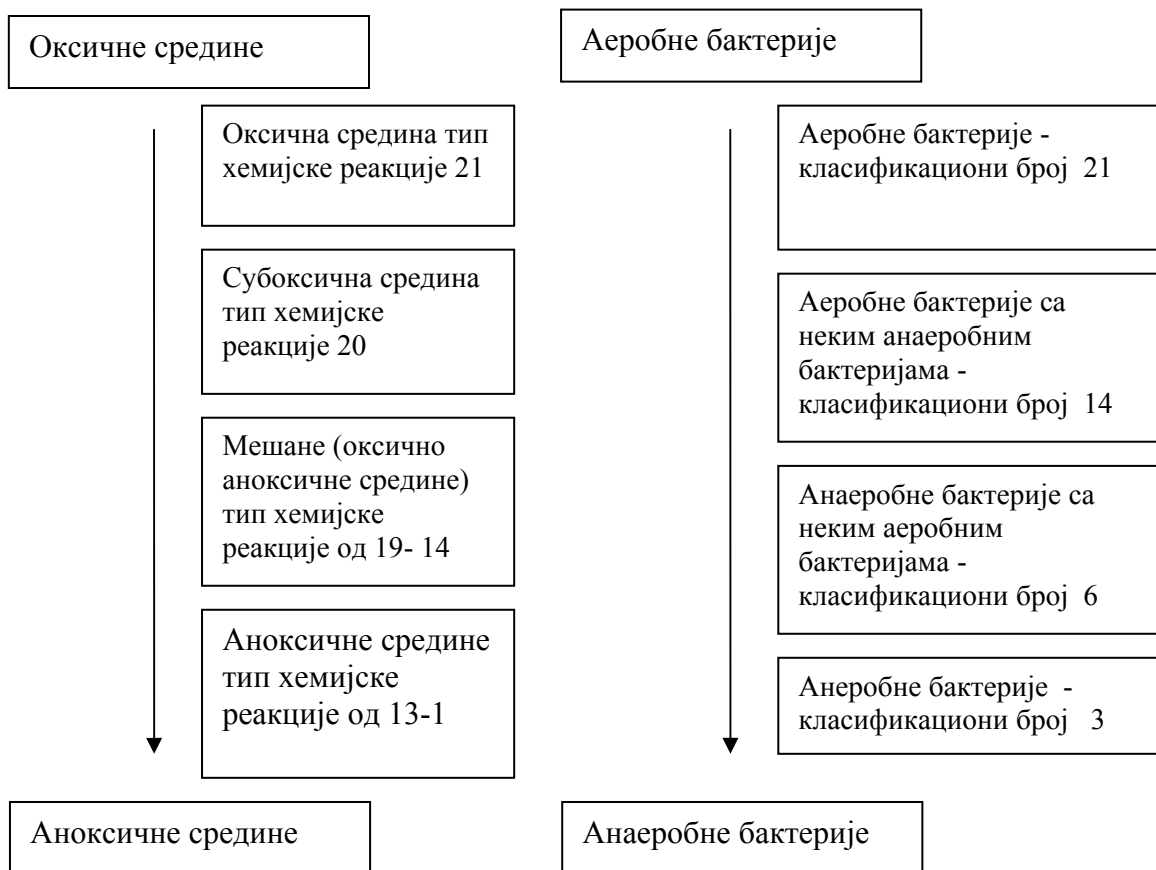 Оксичне средине
Оксична средина тип
хемијске реакције 21
Субоксична средина
тип хемијске
реакције 20
Мешане (оксично
аноксичне средине)
тип хемијске
реакције од 19- 14
Аноксичне средине
тип хемијске
реакције од 13-1
Аноксичне средине
Аеробне бактерије
Аеробне бактерије -
класификациони број 21
Аеробне бактерије са
неким анаеробним
бактеријама -
класификациони број 14
Анаеробне бактерије са
неким аеробним
бактеријама -
класификациони број 6
Анеробне бактерије -
класификациони број 3
Анаеробне бактерије